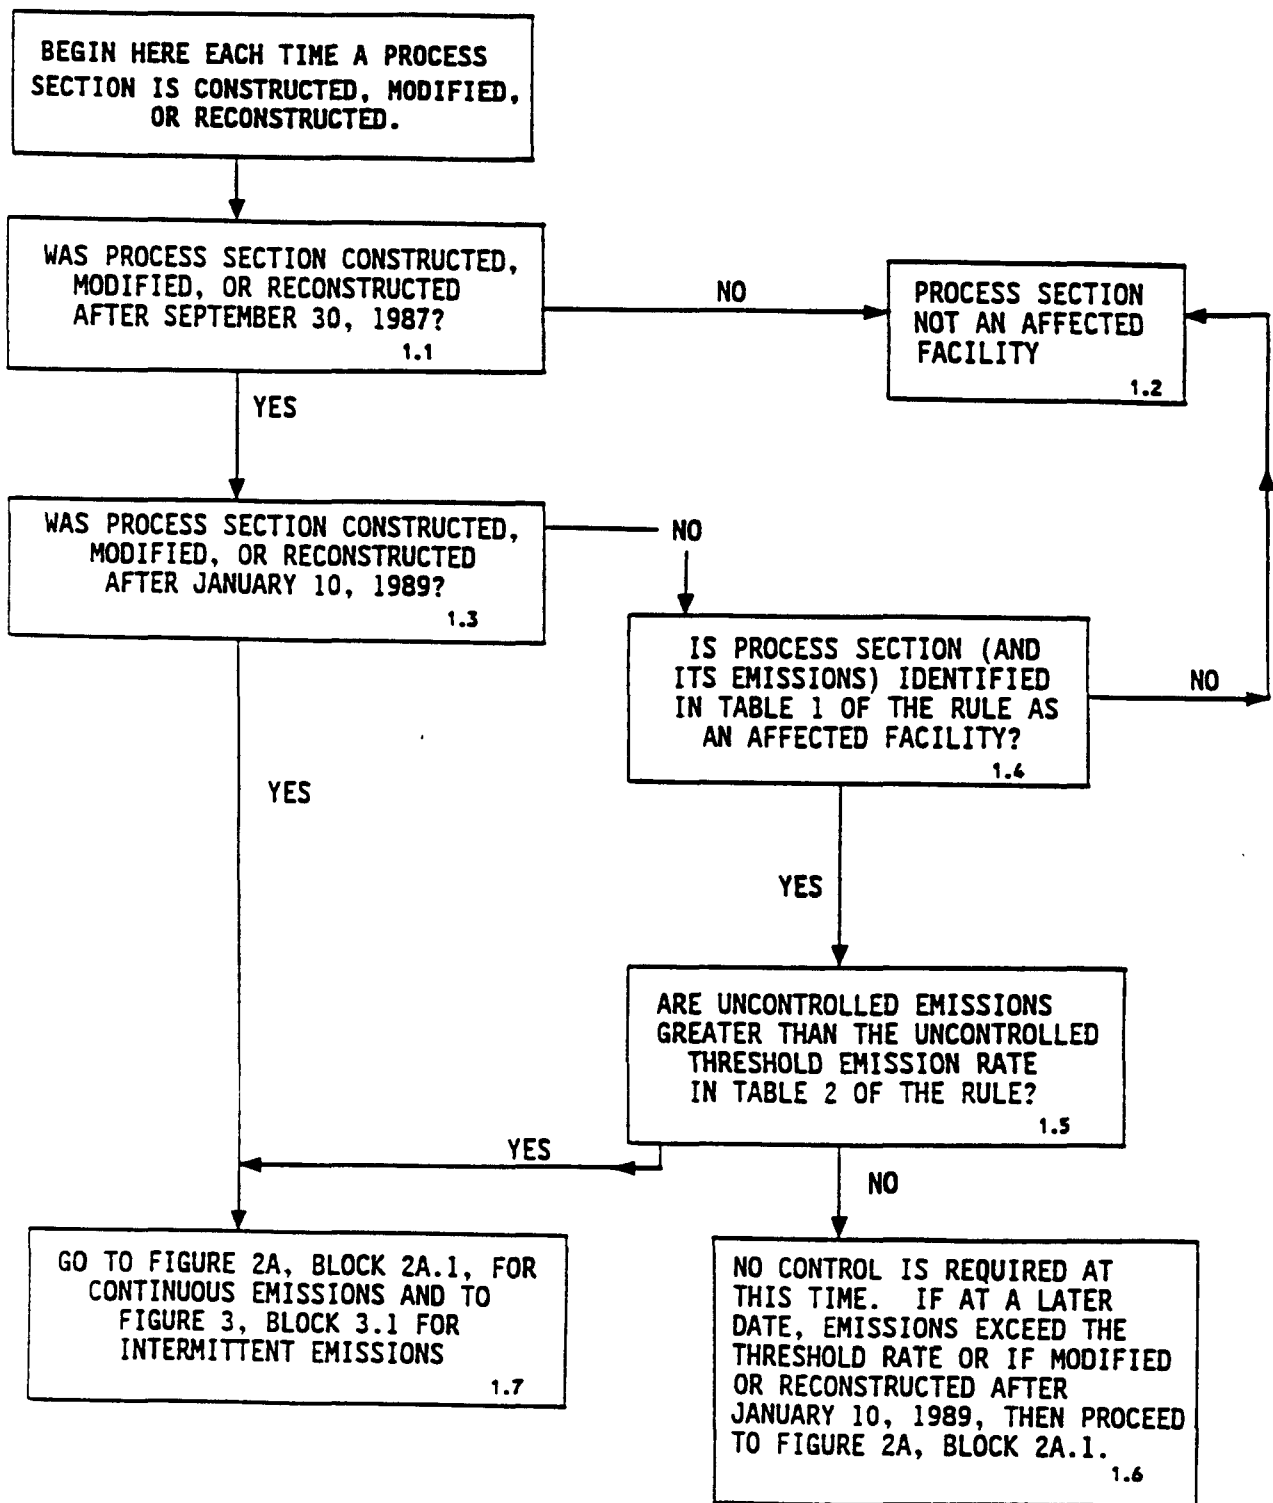 BEGIN HERE EACH TIME A PROCESS
SECTION IS CONSTRUCTED, MODIFIED,
OR RECONSTRUCTED.
WAS PROCESS SECTION CONSTRUCTED,
MODIFIED, OR RECONSTRUCTED
AFTER SEPTEMBER 30, 1987?
1.1
NO
PROCESS SECTION
NOT AN AFFECTED
FACILITY
1.2
YES
WAS PROCESS SECTION CONSTRUCTED,
MODIFIED, OR RECONSTRUCTED
AFTER JANUARY 10, 1989?
1.3
NO
IS PROCESS SECTION (AND
ITS EMISSIONS) IDENTIFIED
IN TABLE 1 OF THE RULE AS
AN AFFECTED FACILITY?
1.4
NO
YES
YES
ARE UNCONTROLLED EMISSIONS
GREATER THAN THE UNCONTROLLED
THRESHOLD EMISSION RATE
IN TABLE 2 OF THE RULE?
1.5
YES
NO
GO TO FIGURE 2A, BLOCK 2A.1, FOR
CONTINUOUS EMISSIONS AND TO
FIGURE 3, BLOCK 3.1 FOR
INTERMITTENT EMISSIONS
1.7
NO CONTROL IS REQUIRED AT
THIS TIME. IF AT A LATER
DATE, EMISSIONS EXCEED THE
THRESHOLD RATE OR IF MODIFIED
OR RECONSTRUCTED AFTER
JANUARY 10, 1989, THEN PROCEED
TO FIGURE 2A, BLOCK 2A.1.
1.6